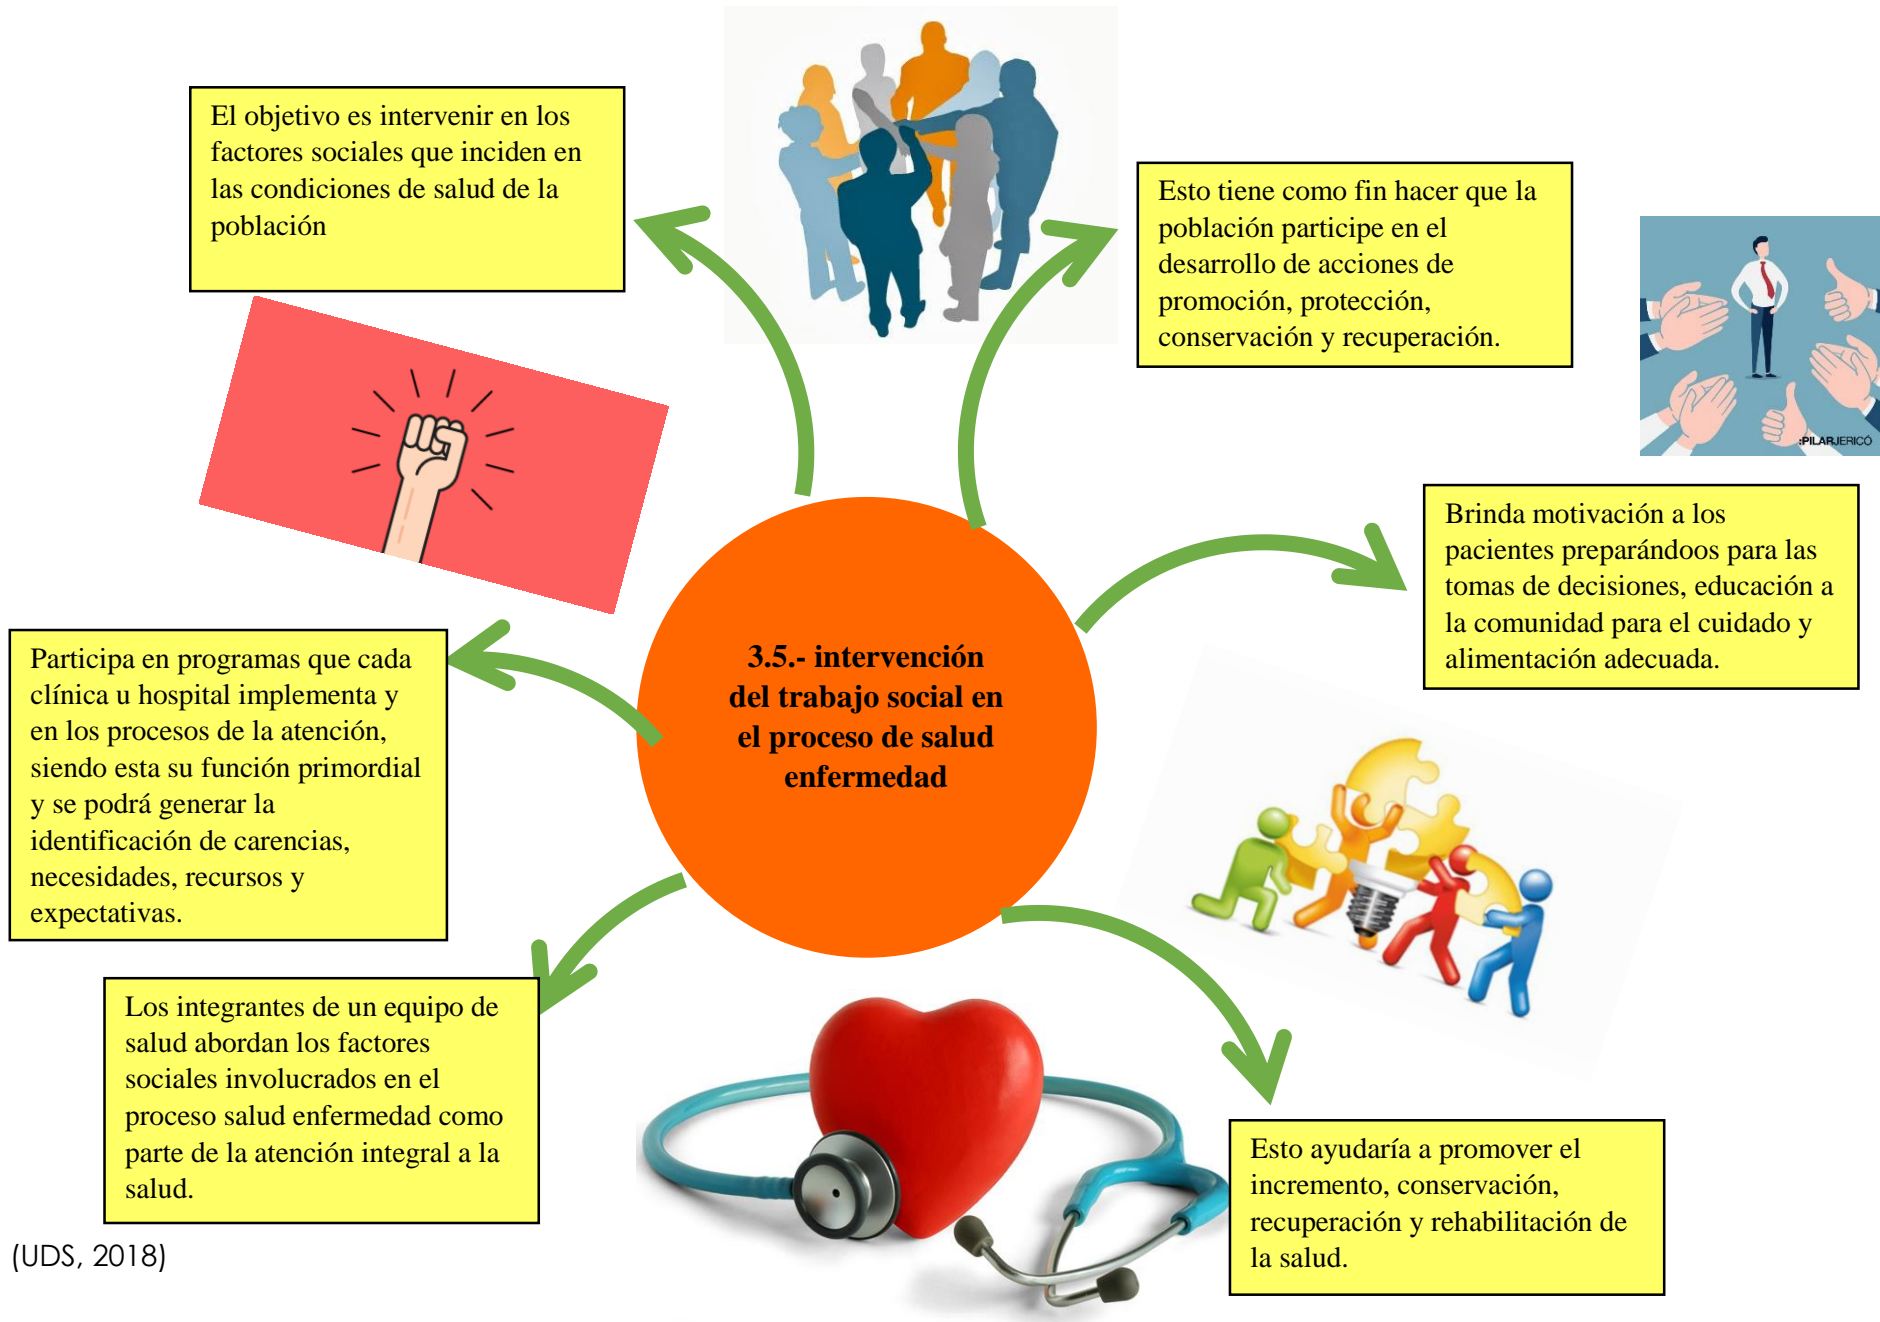 El objetivo es intervenir en los
factores sociales que inciden en
las condiciones de salud de la
población
Esto tiene como fin hacer que la
población participe en el
desarrollo de acciones de
promoción, protección,
conservación y recuperación.
:PILARJERICÓ
Brinda motivación a los
pacientes preparándoos para las
tomas de decisiones, educación a
la comunidad para el cuidado y
alimentación adecuada.
3.5.- intervención
del trabajo social en
el proceso de salud
enfermedad
Participa en programas que cada
clínica u hospital implementa y
en los procesos de la atención,
siendo esta su función primordial
y se podrá generar la
identificación de carencias,
necesidades, recursos y
expectativas.
Los integrantes de un equipo de
salud abordan los factores
sociales involucrados en el
proceso salud enfermedad como
parte de la atención integral a la
salud.
Esto ayudaría a promover el
incremento, conservación,
recuperación y rehabilitación de
la salud.
(UDS, 2018)